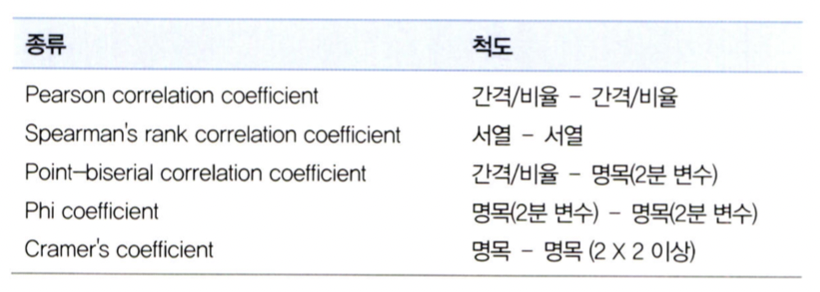 종류 척도
Pearson correlation coefficient 간격/비율 - 간격/비율
Spearman's rank correlation coefficient 서열 - 서열
Point-biserial correlation coefficient 간격/비율 - 명목(2분 변수)
Phi coefficient 명목(2분 변수) - 명목(2분 변수)
Cramer's coefficient 명목 - 명목 (2 X 2 이상)